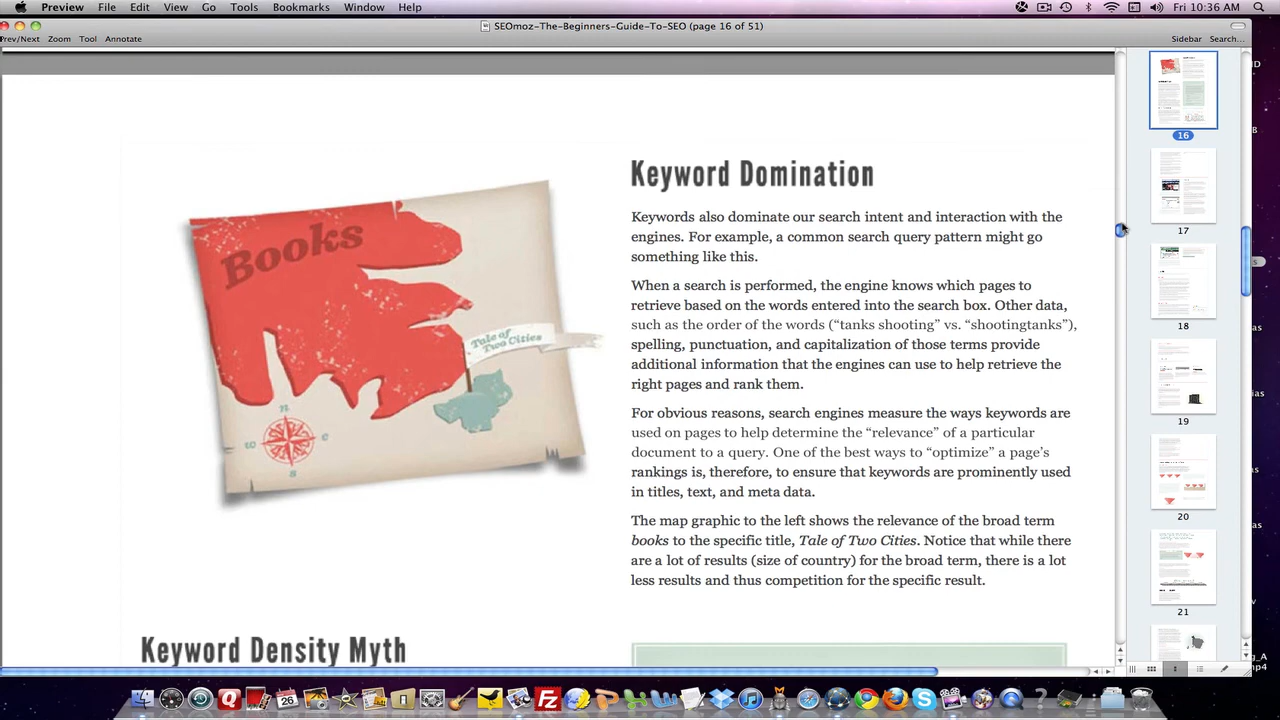 Preview File Edit View Go Tools Bookmarks Window Help Fri 10:36 AM
SEOmoz-The-Beginners-Guide-To-SEO (page 16 of 51)
Prev/Next Zoom Tool Annotate Sidebar Search...
Books
Tale of
Two Cities
n
w e
s
Keyword Domination
Keywords also dominate our search intent and interaction with the
engines. For example, a common search query pattern might go
something like this.
When a search is performed, the engine knows which pages to
retrieve based on the words entered into the search box. Other data,
such as the order of the words (“tanks shooting” vs. “shootingtanks”),
spelling, punctuation, and capitalization of those terms provide
additional information that the engines can use to help retrieve the
right pages and rank them.
For obvious reasons, search engines measure the ways keywords are
used on pages to help determine the “relevance” of a particular
document to a query. One of the best ways to “optimize” a page’s
rankings is, therefore, to ensure that keywords are prominently used
in titles, text, and meta data.
The map graphic to the left shows the relevance of the broad term
books to the specific title, Tale of Two Cities. Notice that while there
are a lot of results (size of country) for the broad term, there is a lot
less results and thus competition for the specific result.
Keyword Density Myth
16
17
18
19
20
21